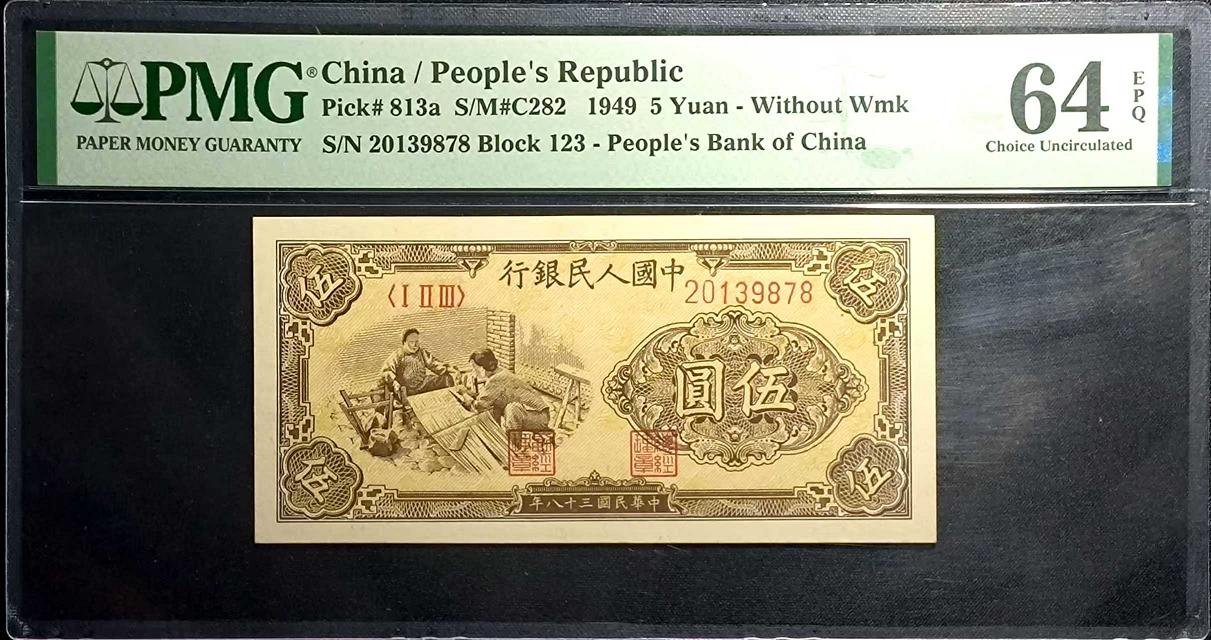 PMG®
PAPER MONEY GUARANTY
China / People's Republic
Pick# 813a S/M#C282 1949 5 Yuan - Without Wmk
S/N 20139878 Block 123 - People's Bank of China
64
EPQ
Choice Uncirculated
行銀民人國中
伍
伍
〈I II III〉
20139878
圓伍
伍
伍
年八十三國民華中